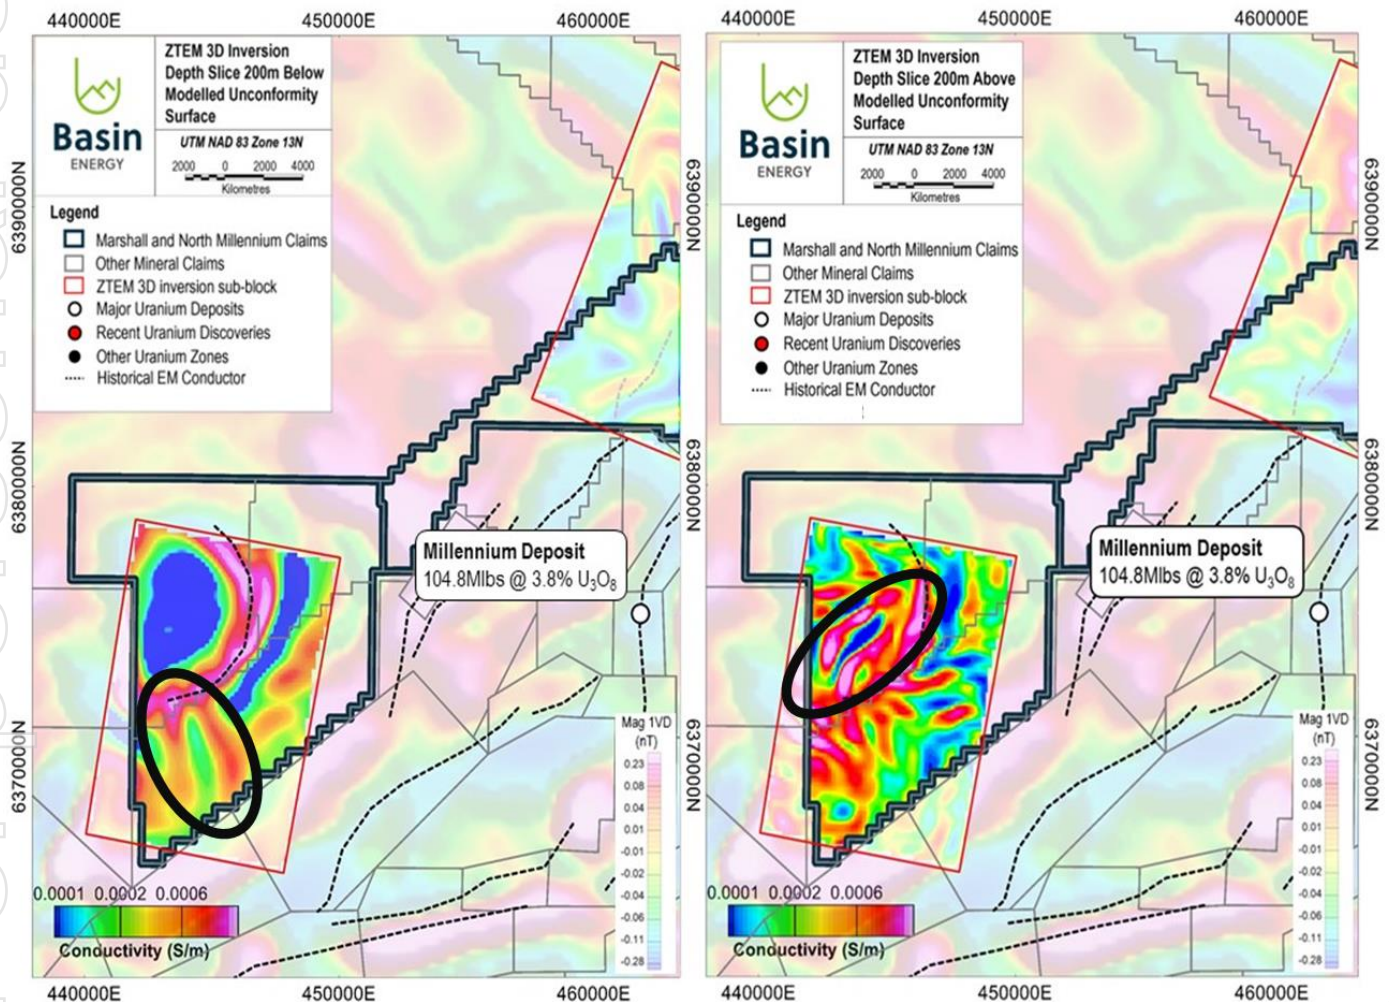 440000E 450000E 460000E
Basin
ENERGY
ZTEM 3D Inversion
Depth Slice 200m Below
Modelled Unconformity
Surface
UTM NAD 83 Zone 13N
2000 0 2000 4000
Kilometres
Legend
Marshall and North Millennium Claims
Other Mineral Claims
ZTEM 3D inversion sub-block
Major Uranium Deposits
Recent Uranium Discoveries
Other Uranium Zones
Historical EM Conductor
6390000N
6380000N
6370000N
Millennium Deposit
104.8Mlbs @ 3.8% U₃O₈
Mag 1VD
(nT)
0.23
0.08
0.04
0.01
-0.01
-0.02
-0.04
-0.06
-0.11
-0.28
0.0001 0.0002 0.0006
Conductivity (S/m)
440000E 450000E 460000E
6390000N
6380000N
6370000N
440000E 450000E 460000E
Basin
ENERGY
ZTEM 3D Inversion
Depth Slice 200m Above
Modelled Unconformity
Surface
UTM NAD 83 Zone 13N
2000 0 2000 4000
Kilometres
Legend
Marshall and North Millennium Claims
Other Mineral Claims
ZTEM 3D inversion sub-block
Major Uranium Deposits
Recent Uranium Discoveries
Other Uranium Zones
Historical EM Conductor
Millennium Deposit
104.8Mlbs @ 3.8% U₃O₈
Mag 1VD
(nT)
0.23
0.08
0.04
0.01
-0.01
-0.02
-0.04
-0.06
-0.11
-0.28
0.0001 0.0002 0.0006
Conductivity (S/m)
440000E 450000E 460000E
6390000N
6380000N
6370000N